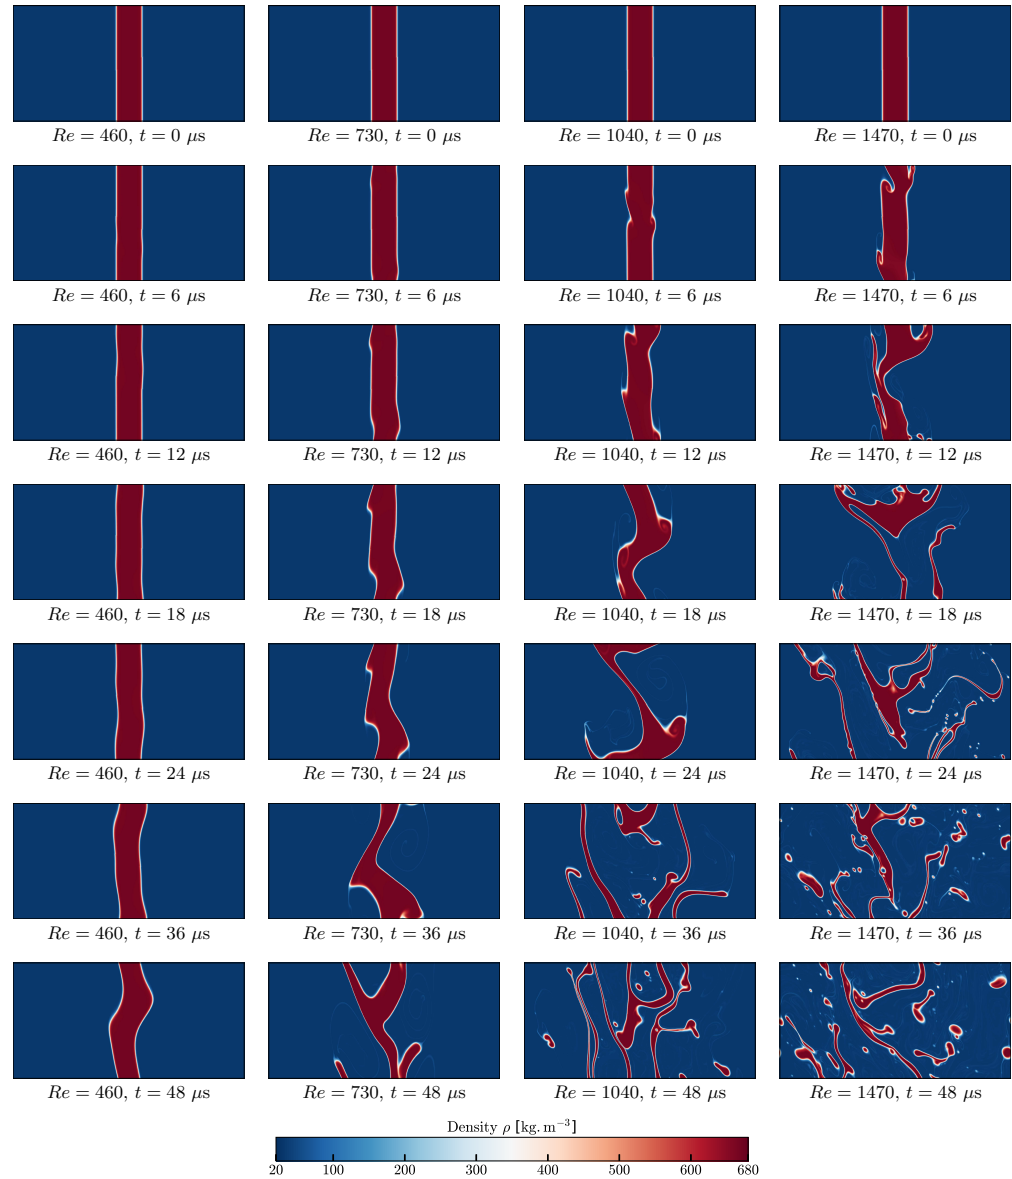 Re = 460, t = 0 μs Re = 730, t = 0 μs Re = 1040, t = 0 μs Re = 1470, t = 0 μs
Re = 460, t = 6 μs Re = 730, t = 6 μs Re = 1040, t = 6 μs Re = 1470, t = 6 μs
Re = 460, t = 12 μs Re = 730, t = 12 μs Re = 1040, t = 12 μs Re = 1470, t = 12 μs
Re = 460, t = 18 μs Re = 730, t = 18 μs Re = 1040, t = 18 μs Re = 1470, t = 18 μs
Re = 460, t = 24 μs Re = 730, t = 24 μs Re = 1040, t = 24 μs Re = 1470, t = 24 μs
Re = 460, t = 36 μs Re = 730, t = 36 μs Re = 1040, t = 36 μs Re = 1470, t = 36 μs
Re = 460, t = 48 μs Re = 730, t = 48 μs Re = 1040, t = 48 μs Re = 1470, t = 48 μs
Density ρ [kg.m⁻³]
20 100 200 300 400 500 600 680